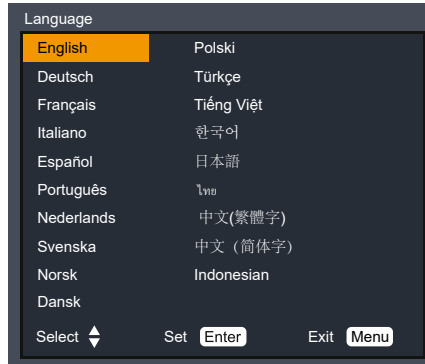 Language
English
Deutsch
Français
Italiano
Español
Português
Nederlands
Svenska
Norsk
Dansk
Polski
Türkçe
Tiếng Việt
한국어
日本語
ไทย
中文(繁體字)
中文（简体字）
Indonesian
Select Set Enter Exit Menu